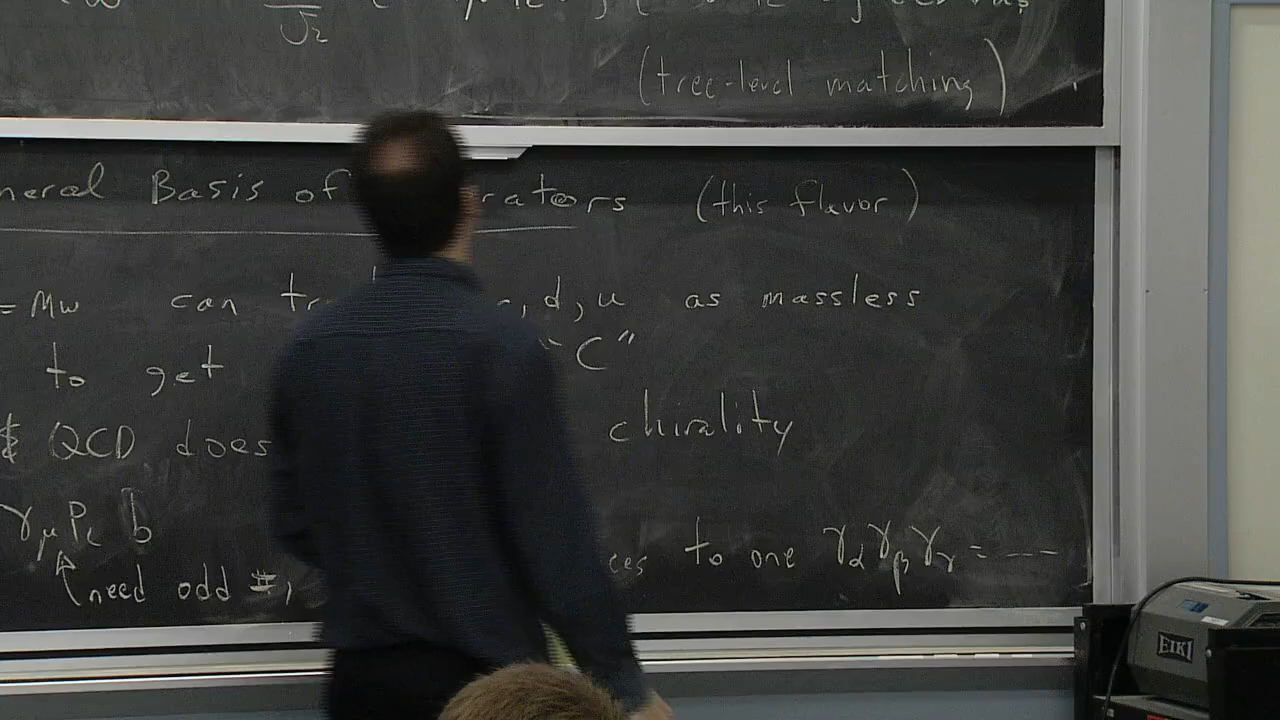 √2
(tree-level matching)
neral Basis of rators (this flavor)
= Mw can tr , d, u as massless
to get "C"
QCD does chirality
γμ PL b
ces to one γα γβ γγ = ---
need odd #,
EIKI